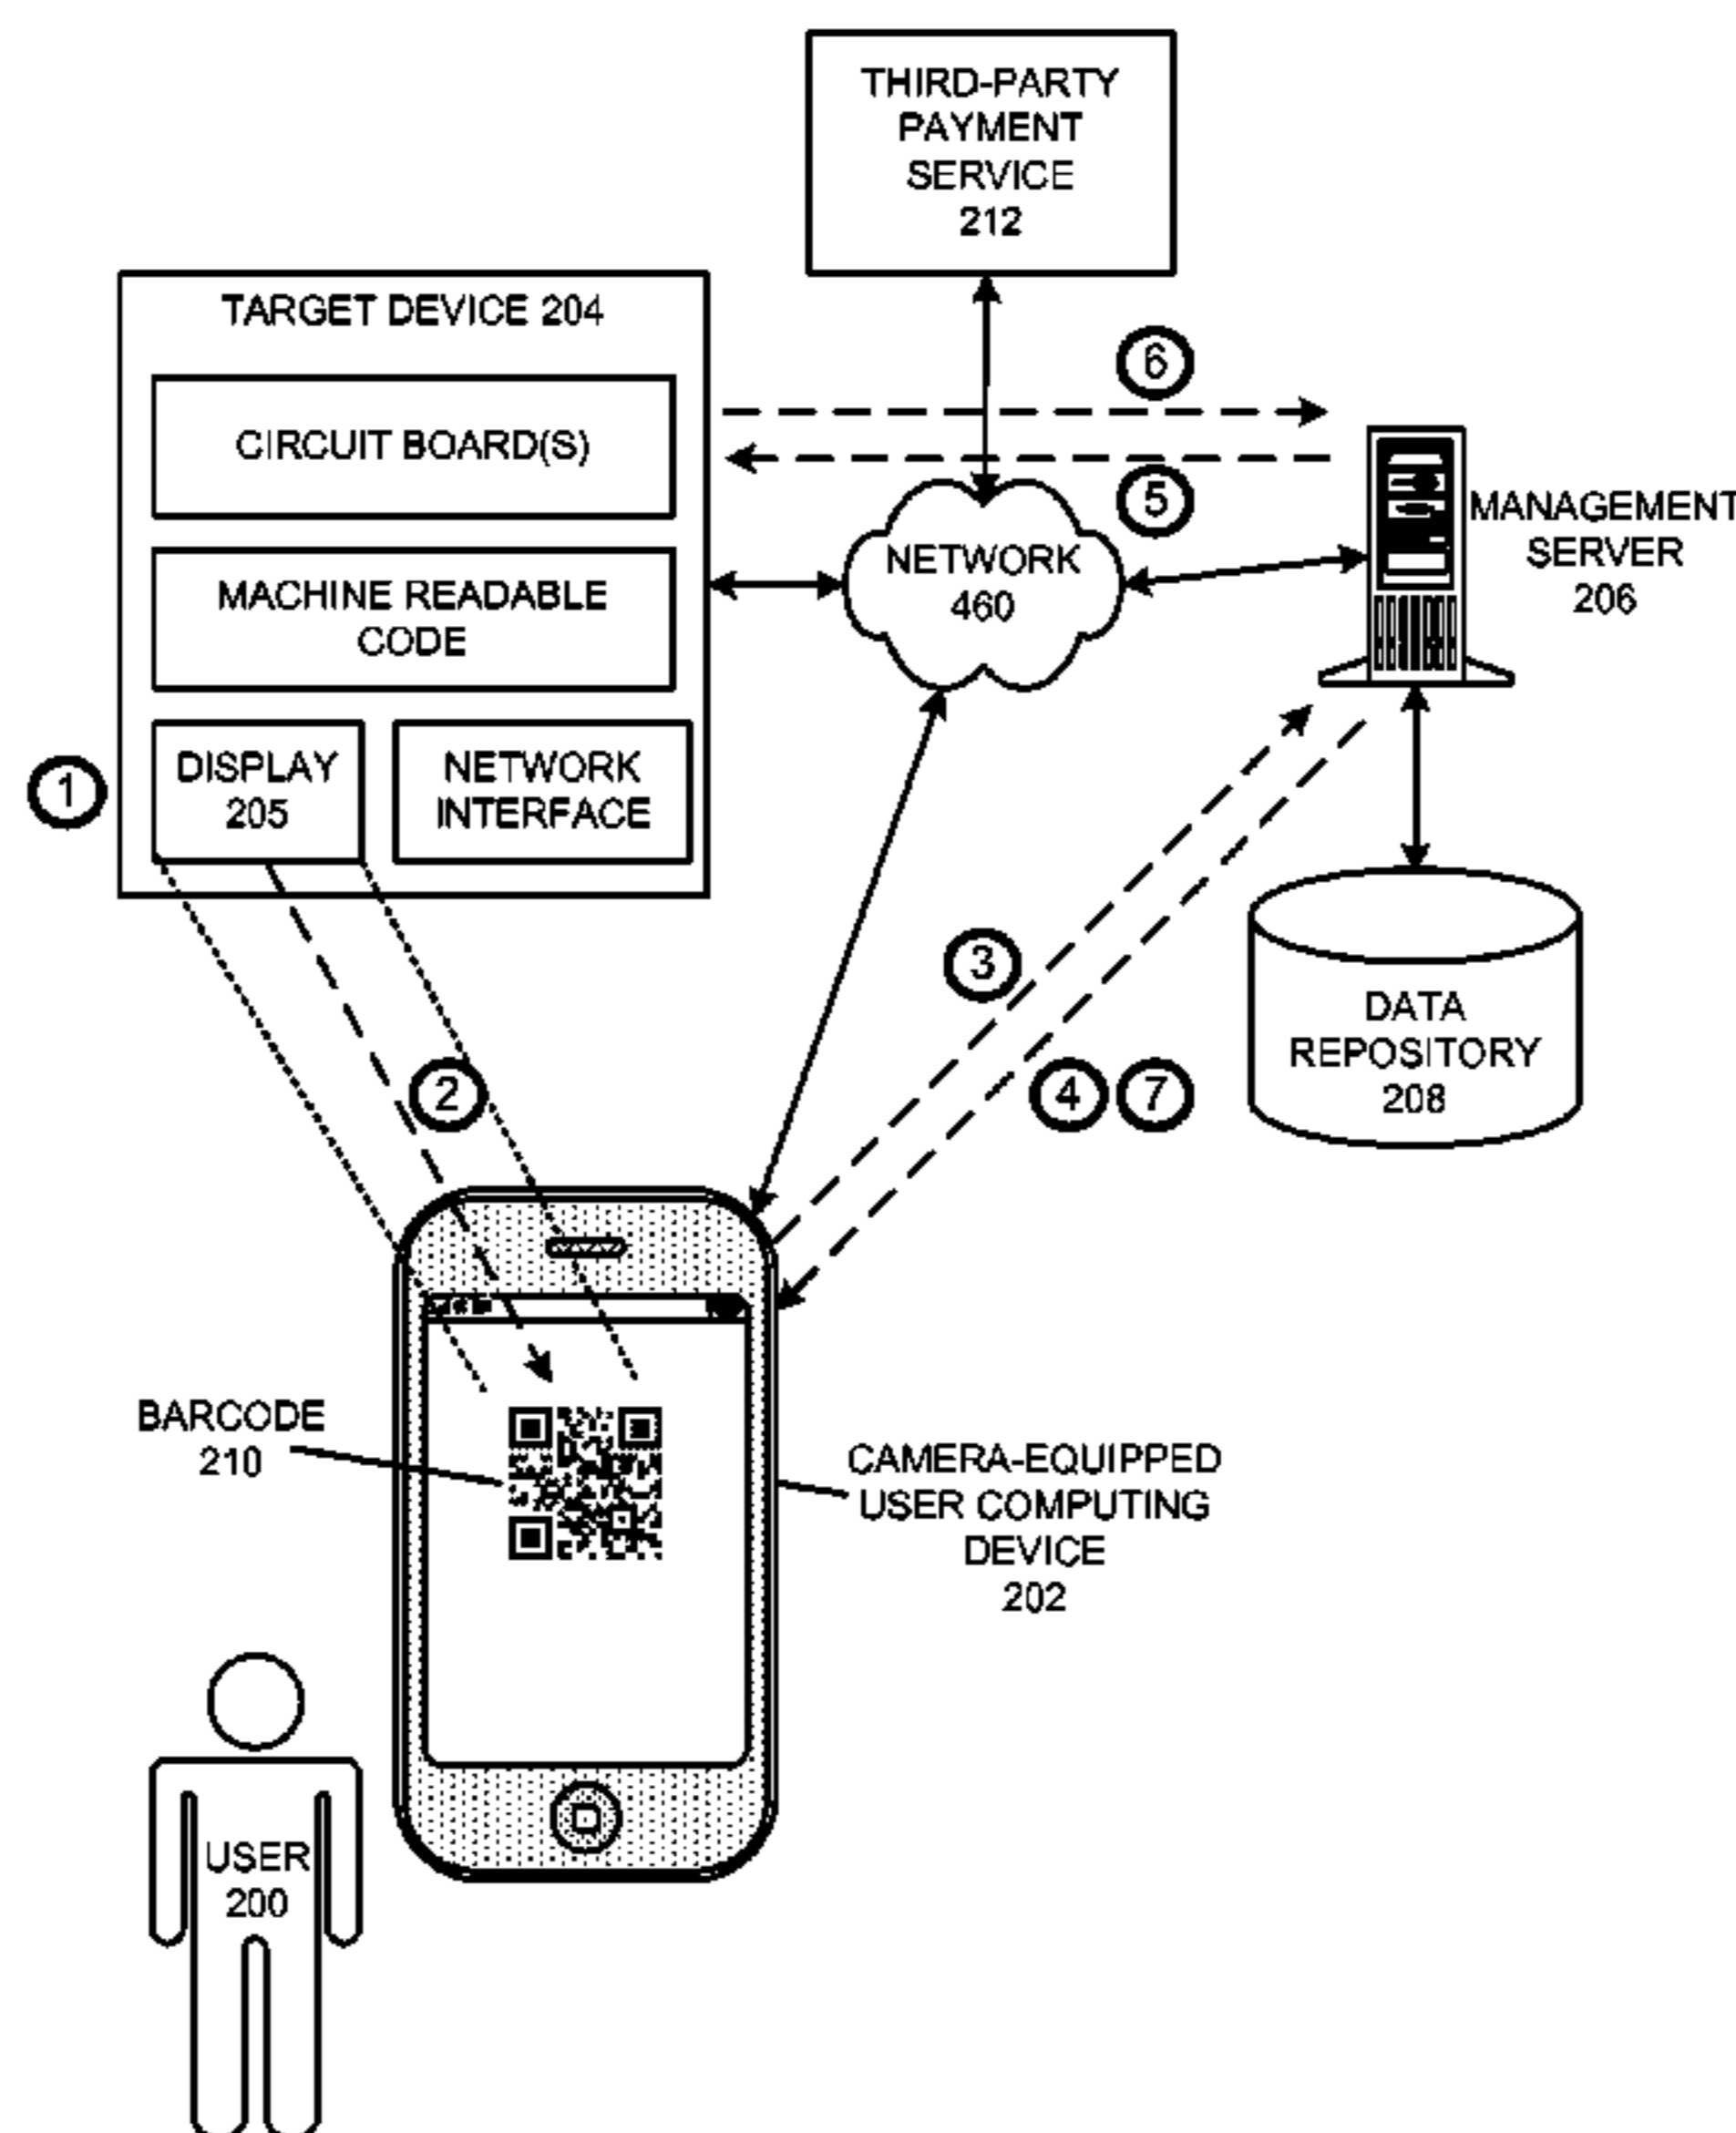 THIRD-PARTY
PAYMENT
SERVICE
212
TARGET DEVICE 204
6
CIRCUIT BOARD(S)
5
MANAGEMENT
SERVER
206
NETWORK
460
MACHINE READABLE
CODE
1
DISPLAY
205
NETWORK
INTERFACE
3
DATA
REPOSITORY
208
2
4
7
BARCODE
210
CAMERA-EQUIPPED
USER COMPUTING
DEVICE
202
USER
200